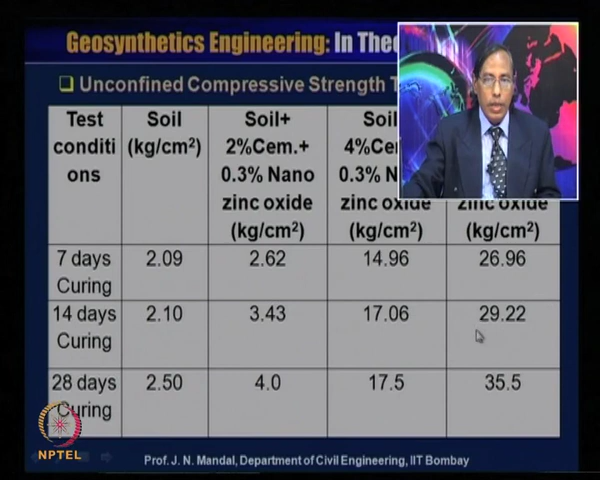 Geosynthetics Engineering: In The
Unconfined Compressive Strength
Test
conditi
ons
Soil
(kg/cm²)
Soil+
2%Cem.+
0.3% Nano
zinc oxide
(kg/cm²)
Soil
4%
0.3%
zinc oxide
(kg/cm²)
zinc oxide
(kg/cm²)
7 days
Curing
2.09
2.62
14.96
26.96
14 days
Curing
2.10
3.43
17.06
29.22
28 days
Curing
2.50
4.0
17.5
35.5
NPTEL
Prof. J. N. Mandal, Department of Civil Engineering, IIT Bombay